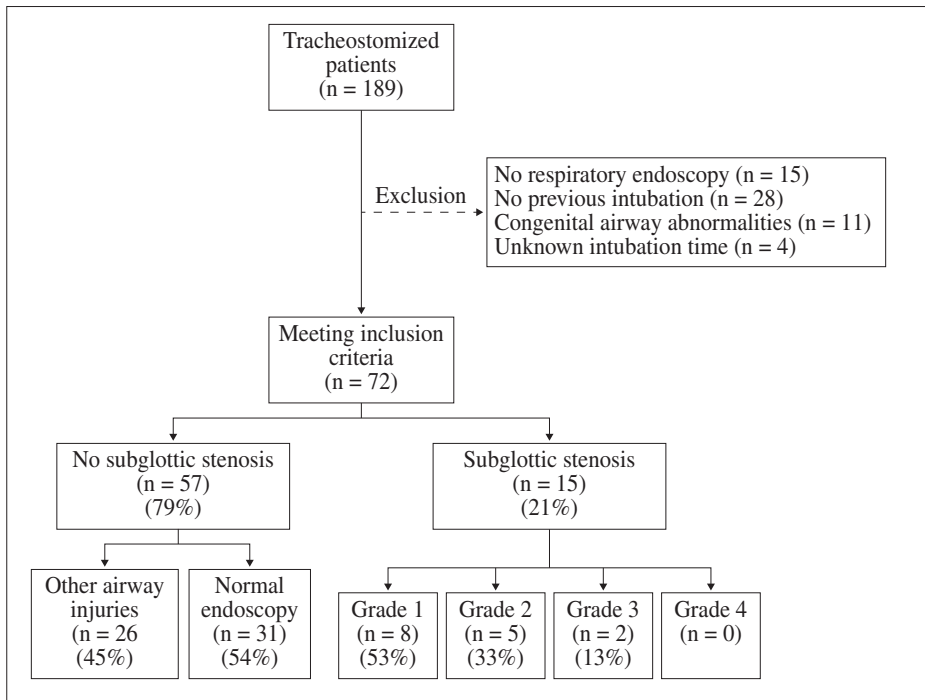 Tracheostomized
patients
(n = 189)
Exclusion
No respiratory endoscopy (n = 15)
No previous intubation (n = 28)
Congenital airway abnormalities (n = 11)
Unknown intubation time (n = 4)
Meeting inclusion
criteria
(n = 72)
No subglottic stenosis
(n = 57)
(79%)
Subglottic stenosis
(n = 15)
(21%)
Other airway
injuries
(n = 26
(45%)
Normal
endoscopy
(n = 31)
(54%)
Grade 1
(n = 8)
(53%)
Grade 2
(n = 5)
(33%)
Grade 3
(n = 2)
(13%)
Grade 4
(n = 0)